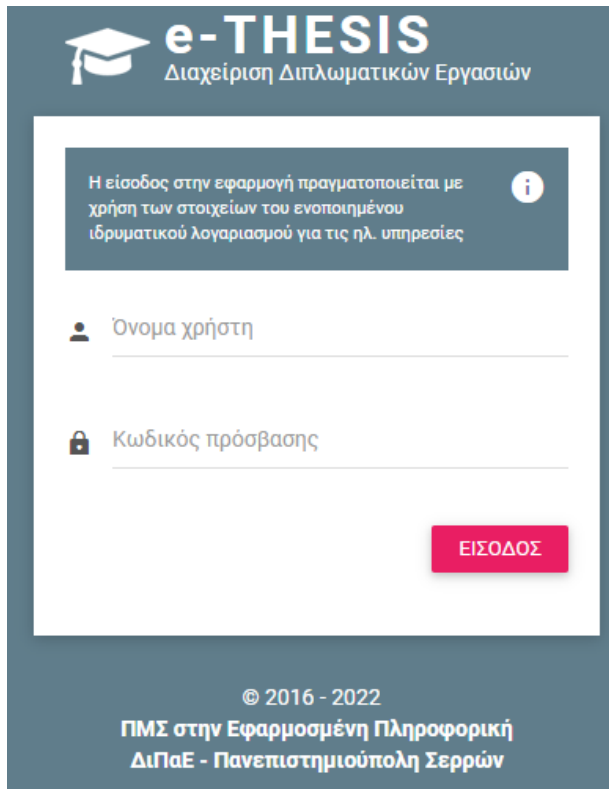 e-THESIS
Διαχείριση Διπλωματικών Εργασιών
Η είσοδος στην εφαρμογή πραγματοποιείται με
χρήση των στοιχείων του ενοποιημένου
ιδρυματικού λογαριασμού για τις ηλ. υπηρεσίες
Όνομα χρήστη
Κωδικός πρόσβασης
ΕΙΣΟΔΟΣ
© 2016 - 2022
ΠΜΣ στην Εφαρμοσμένη Πληροφορική
ΔιΠαΕ - Πανεπιστημιούπολη Σερρών